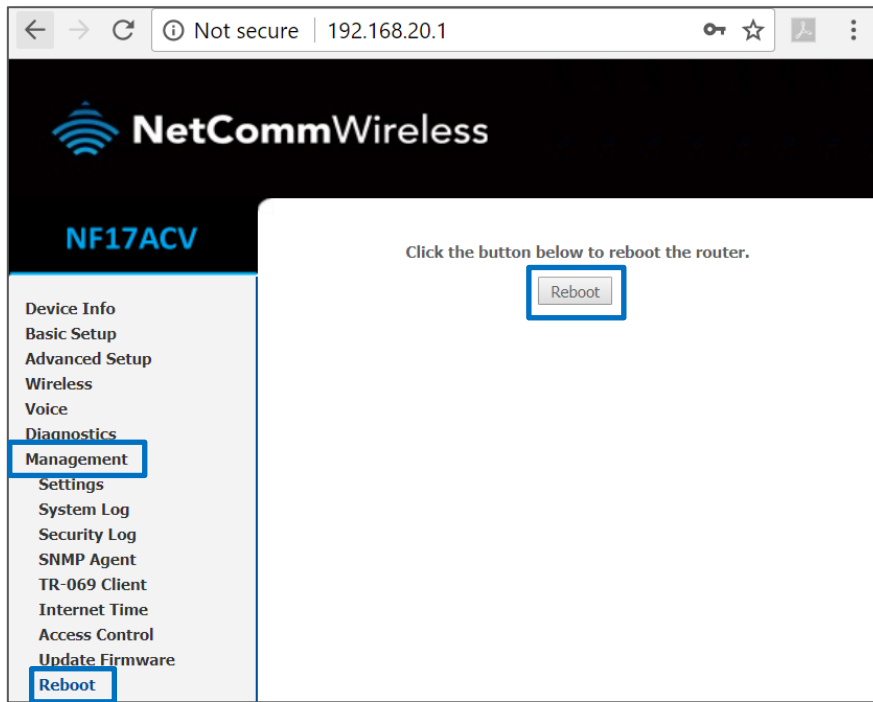 Not secure 192.168.20.1
NetCommWireless
NF17ACV
Click the button below to reboot the router.
Reboot
Device Info
Basic Setup
Advanced Setup
Wireless
Voice
Diagnostics
Management
Settings
System Log
Security Log
SNMP Agent
TR-069 Client
Internet Time
Access Control
Update Firmware
Reboot